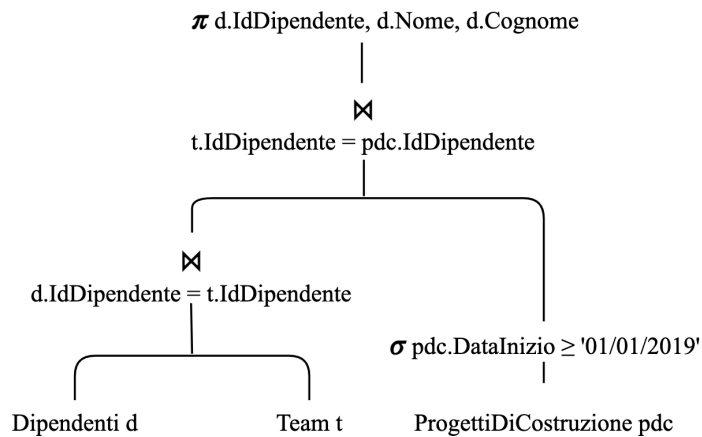 π d.IdDipendente, d.Nome, d.Cognome
⋈
t.IdDipendente = pdc.IdDipendente
⋈
d.IdDipendente = t.IdDipendente
σ pdc.DataInizio ≥ '01/01/2019'
Dipendenti d
Team t
ProgettiDiCostruzione pdc